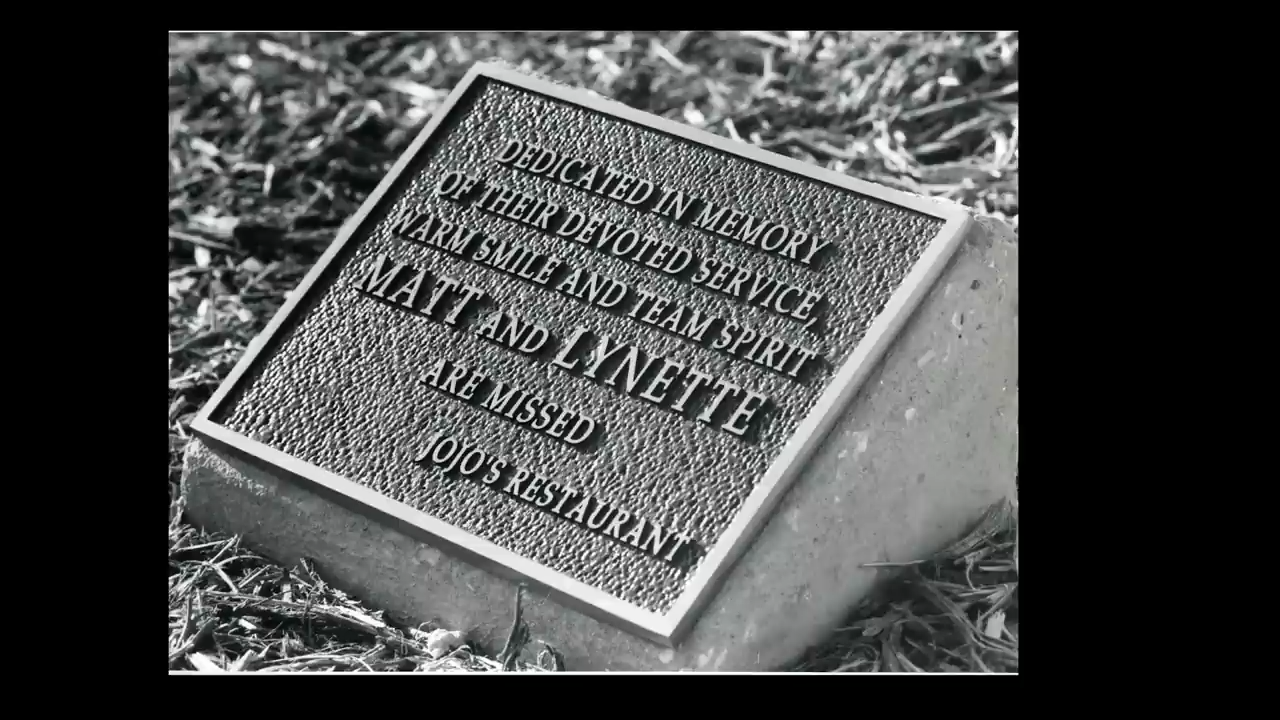 DEDICATED IN MEMORY
OF THEIR DEVOTED SERVICE,
WARM SMILE AND TEAM SPIRIT
MATT AND LYNETTE
ARE MISSED
JOJO'S RESTAURANT